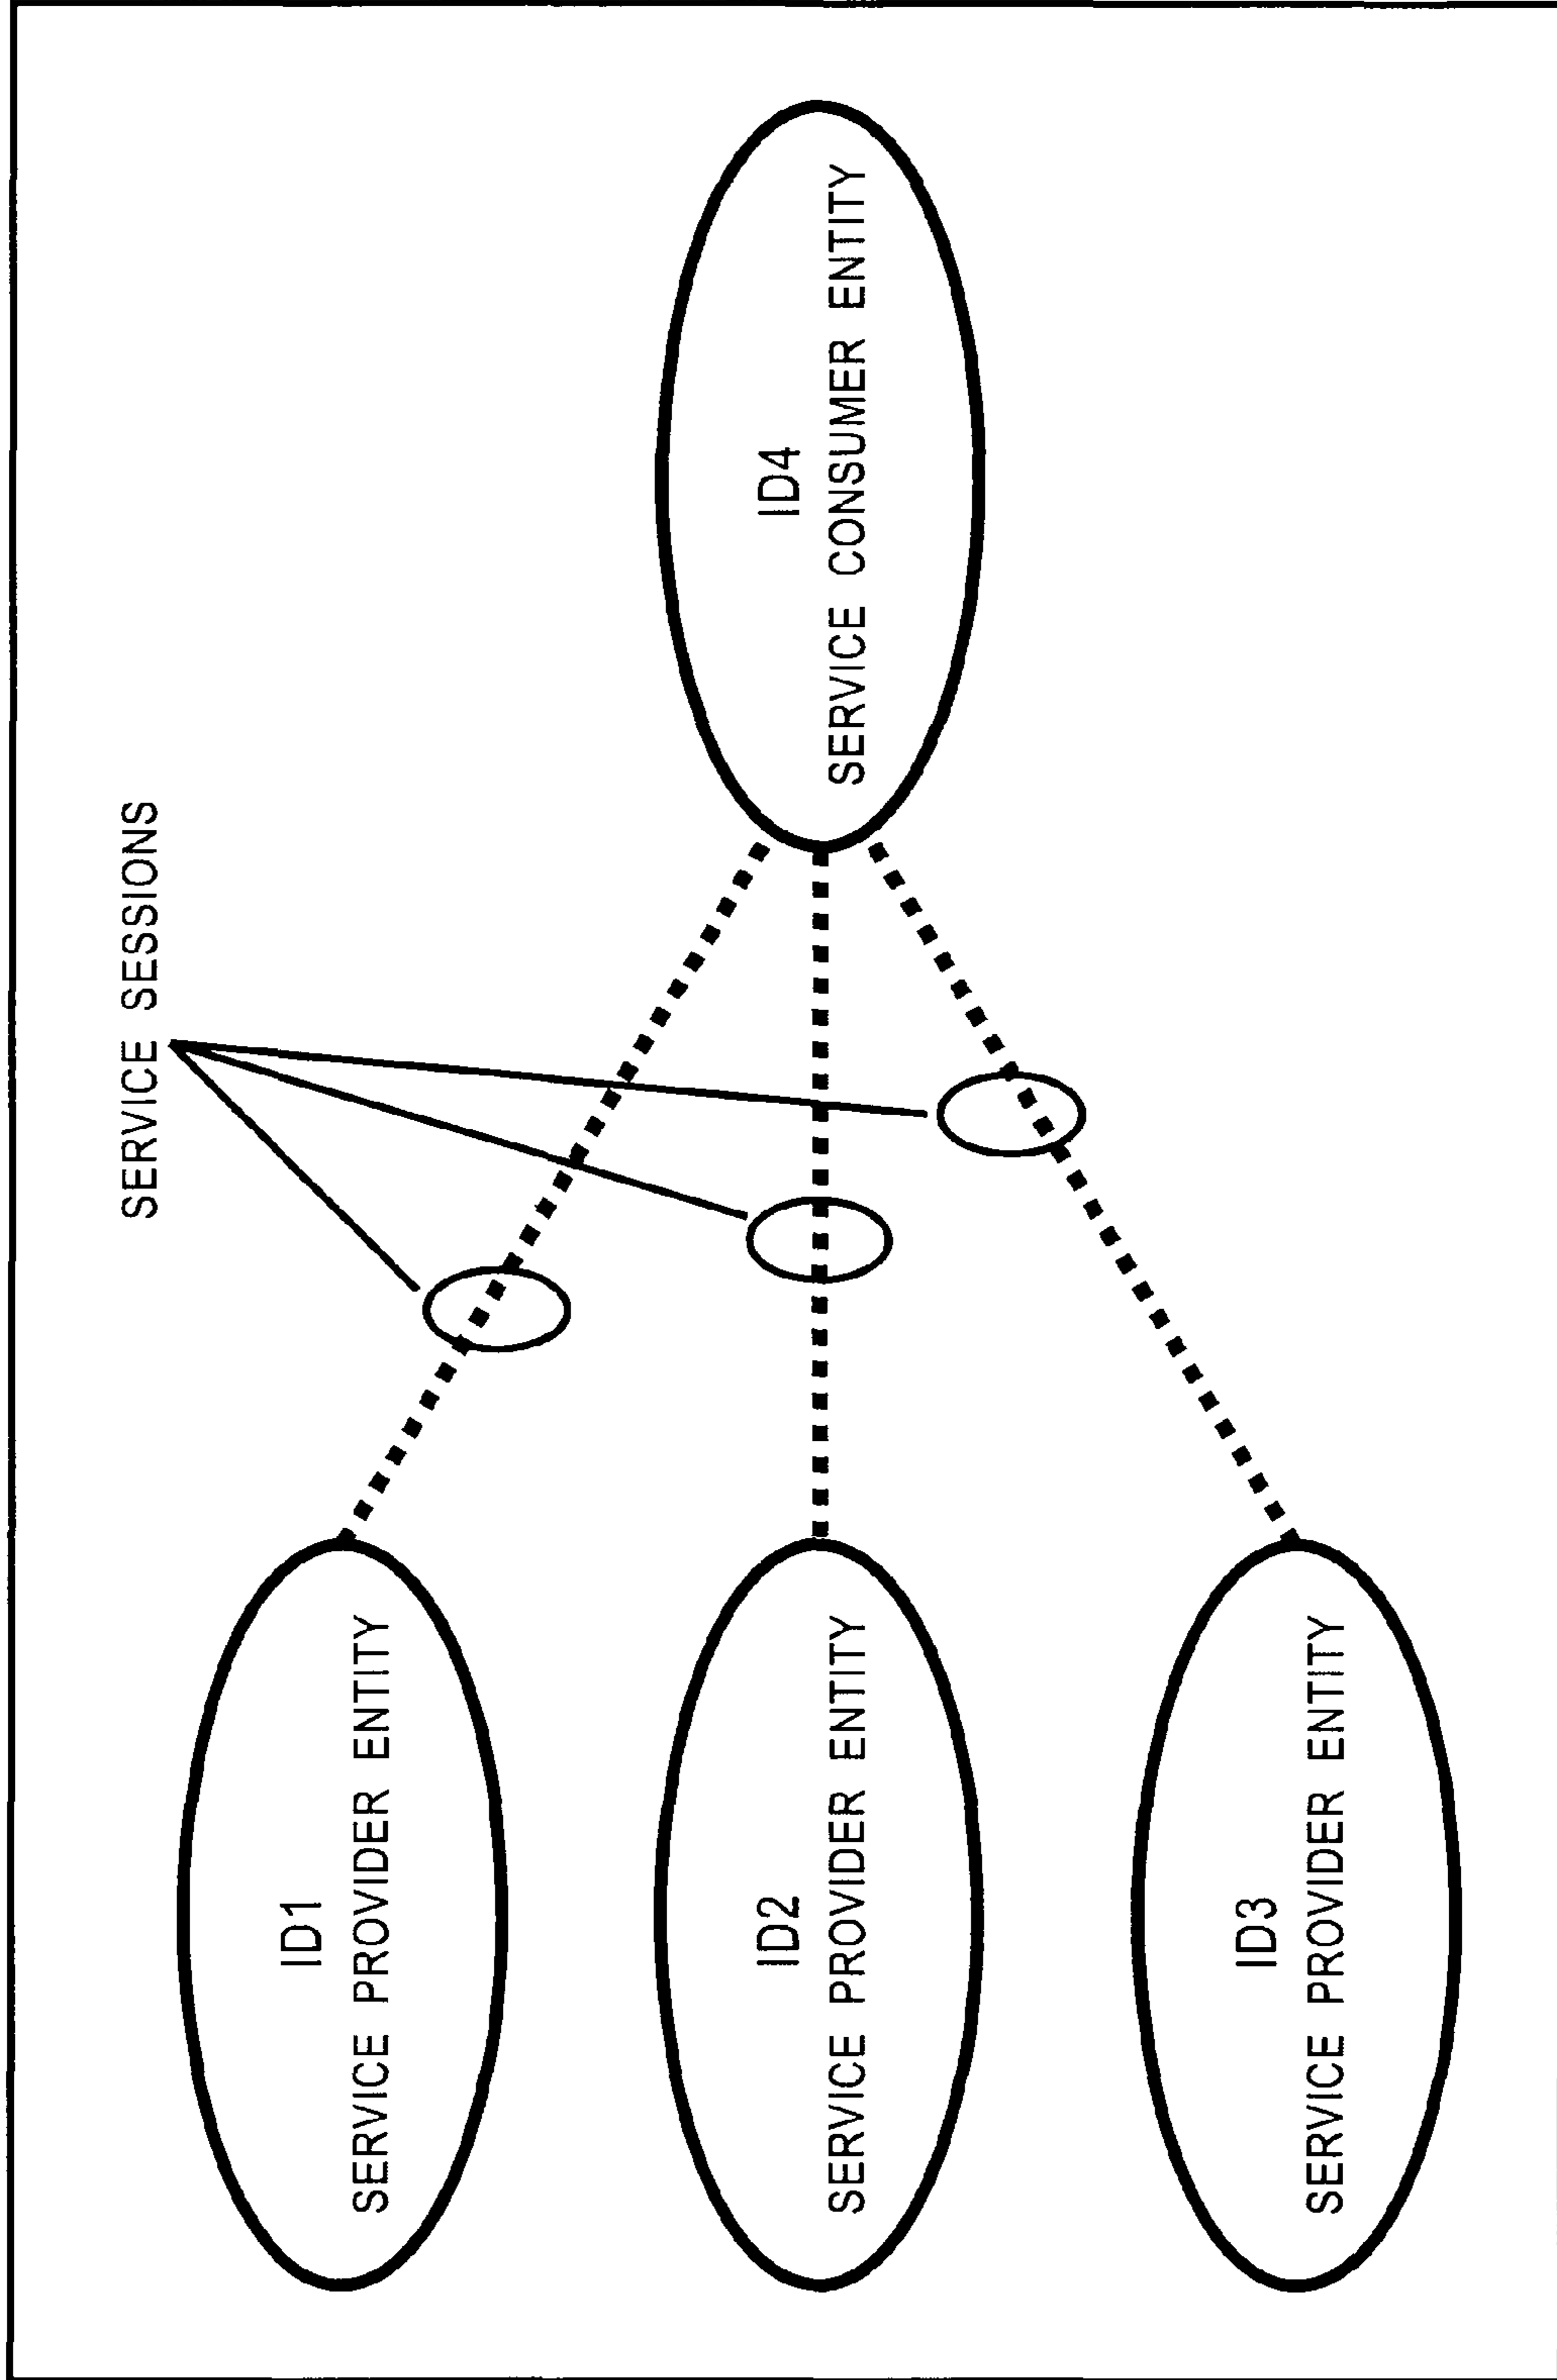 SERVICE SESSIONS
ID1
SERVICE PROVIDER ENTITY
ID2
SERVICE PROVIDER ENTITY
ID3
SERVICE PROVIDER ENTITY
ID4
SERVICE CONSUMER ENTITY